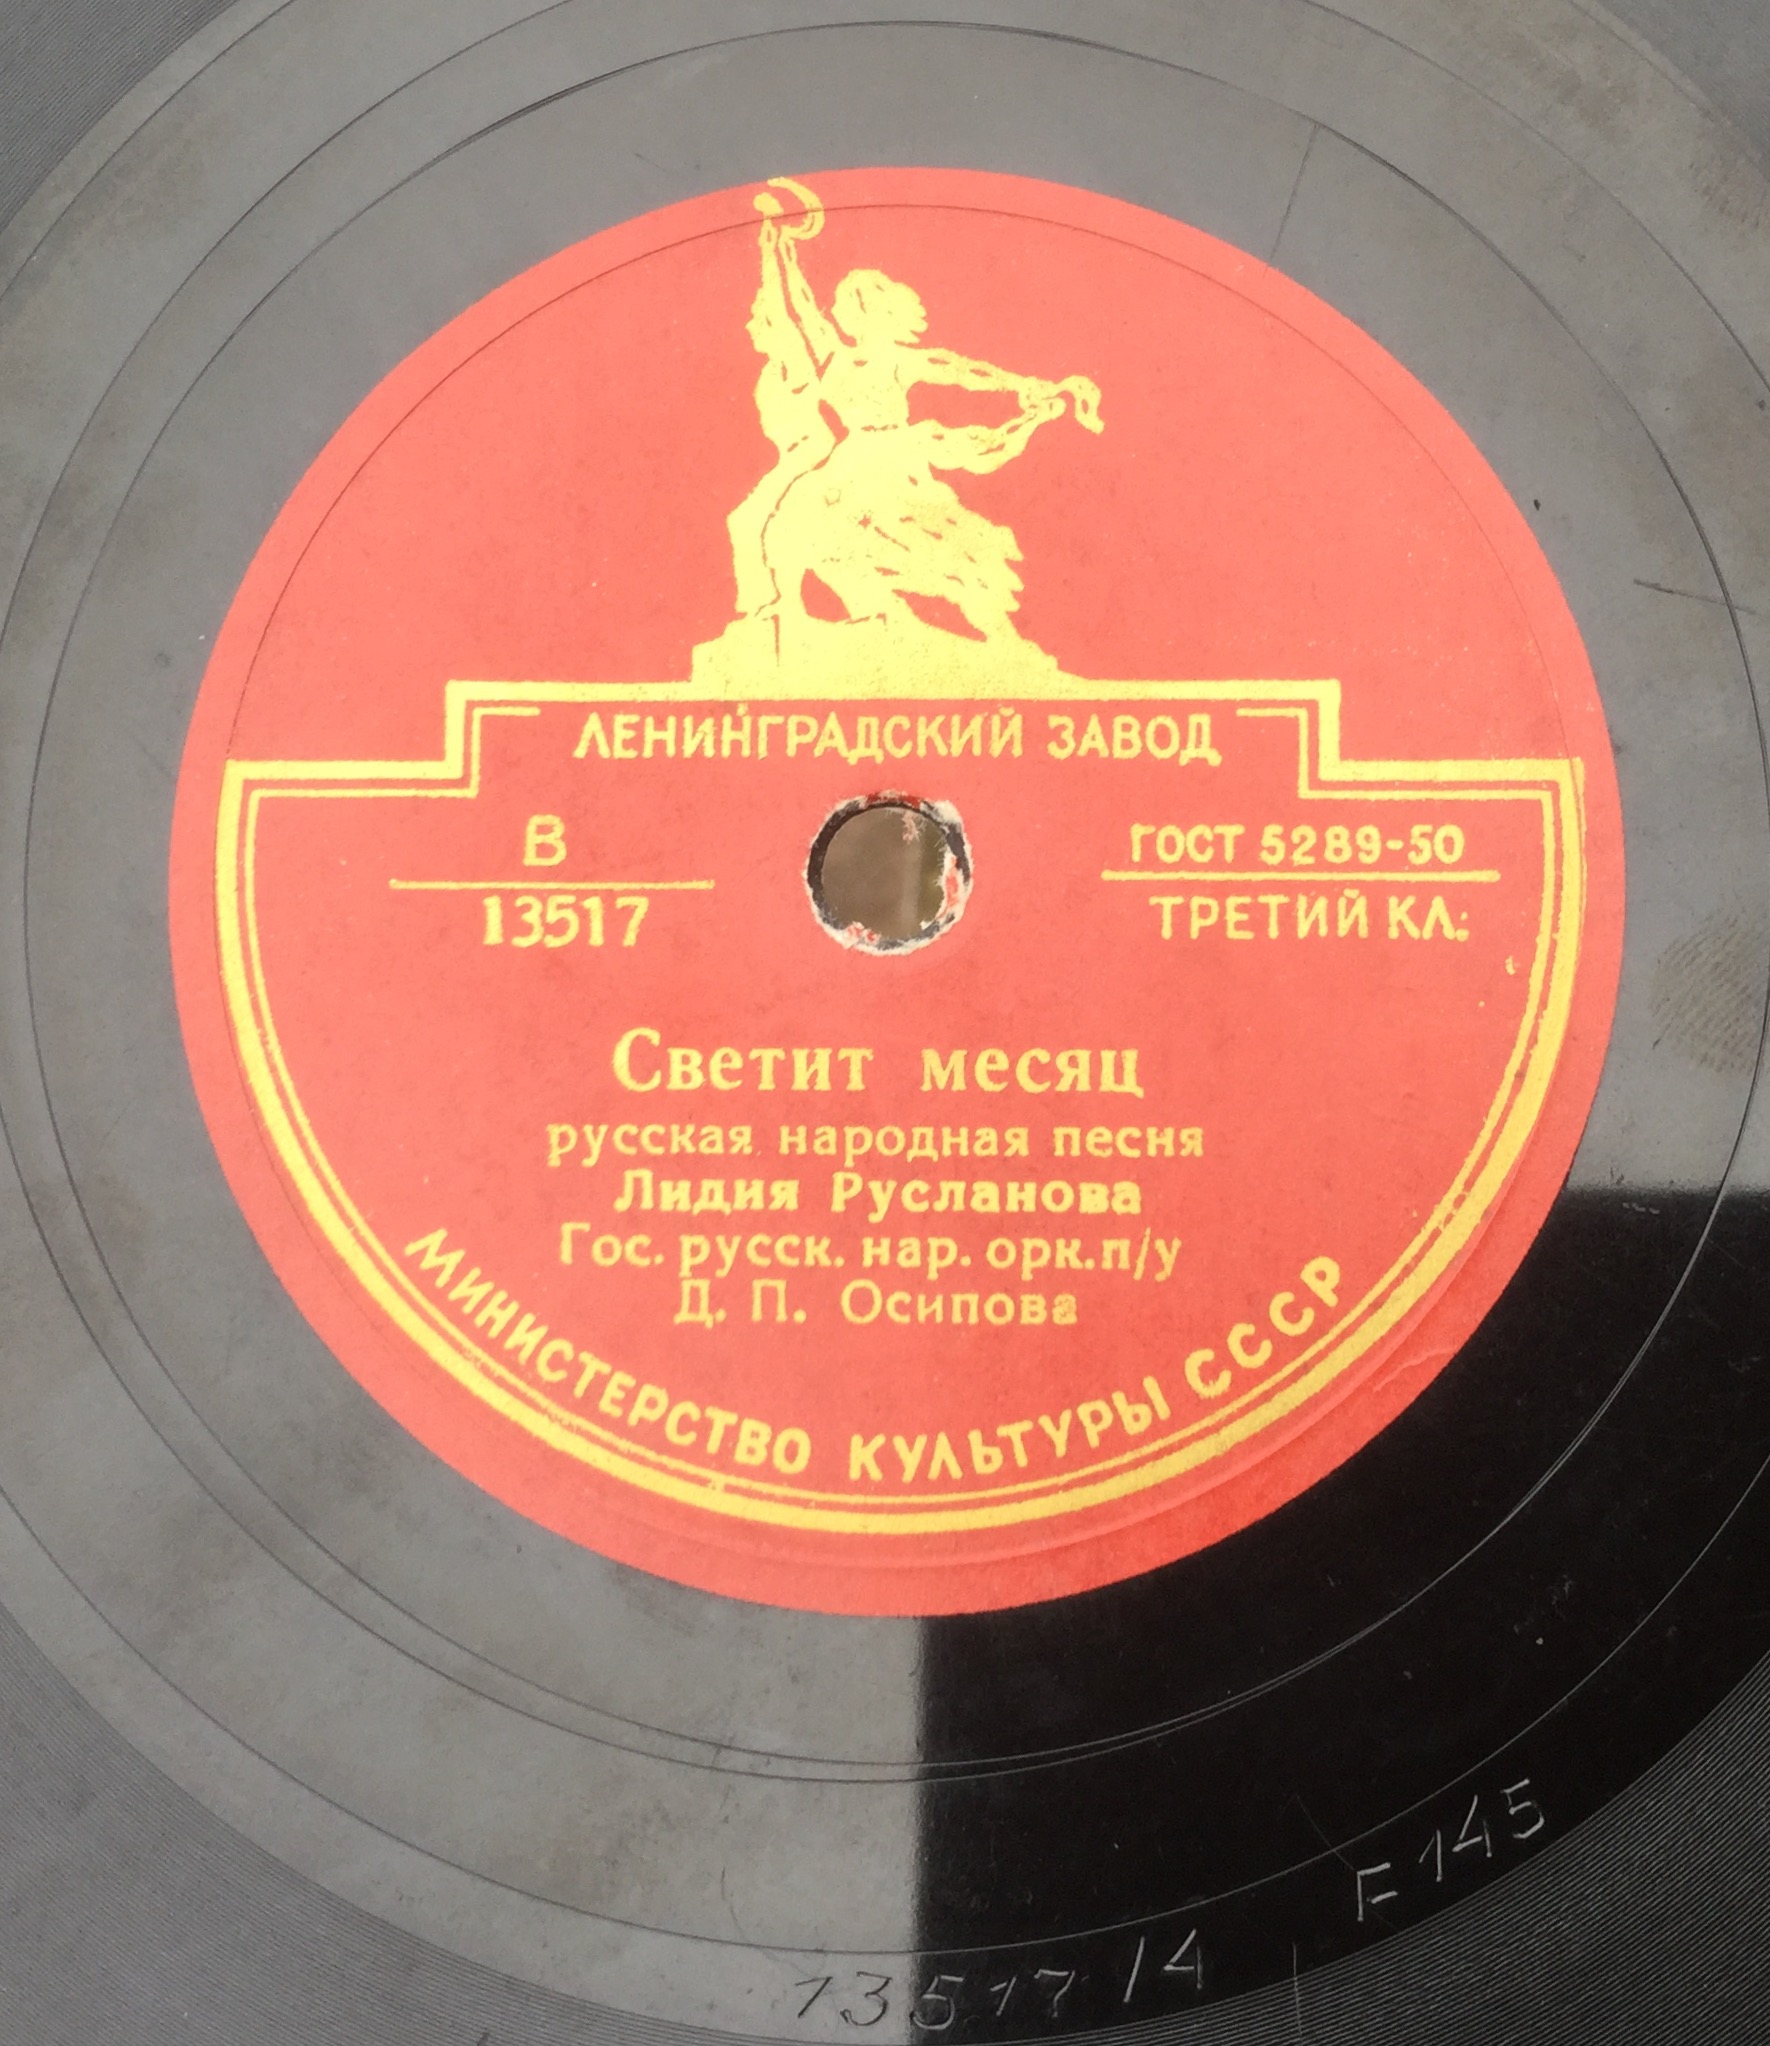 ЛЕНИНГРАДСКИЙ ЗАВОД
В
13517
ГОСТ 5289-50
ТРЕТИЙ КЛ.
Светит месяц
русская народная песня
Лидия Русланова
Гос. русск. нар. орк. п/у
Д. П. Осипова
МИНИСТЕРСТВО КУЛЬТУРЫ СССР
13517/4
F 145